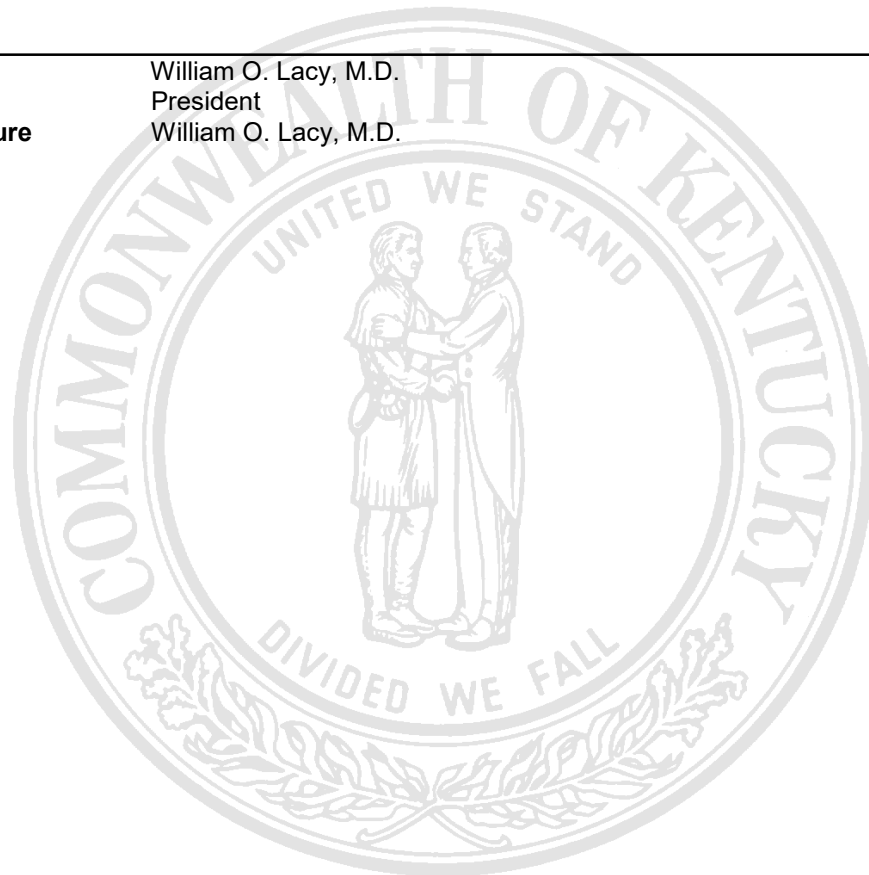 William O. Lacy, M.D.
President
ure William O. Lacy, M.D.
COMMONWEALTH OF KENTUCKY
UNITED WE STAND
DIVIDED WE FALL